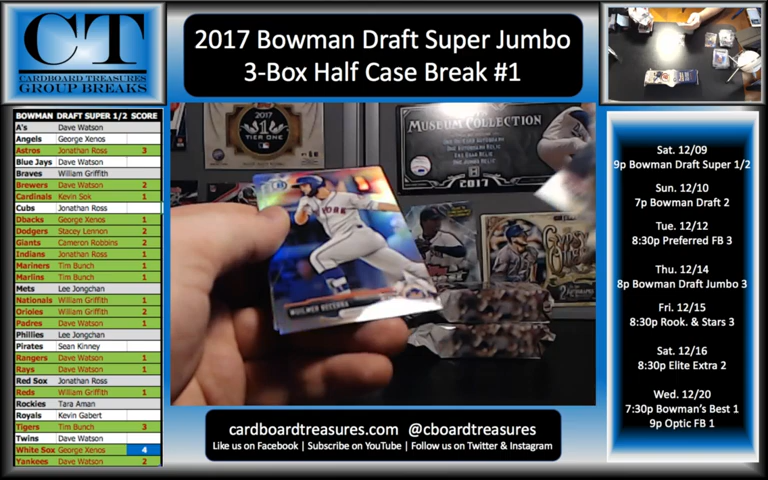 CT
CARDBOARD TREASURES
GROUP BREAKS
2017 Bowman Draft Super Jumbo
3-Box Half Case Break #1
BOWMAN DRAFT SUPER 1/2 SCORE
A's Dave Watson
Angels George Xenos
Astros Jonathan Ross 3
Blue Jays Dave Watson
Braves William Griffith
Brewers Dave Watson 2
Cardinals Kevin Sok 1
Cubs Jonathan Ross
Dbacks George Xenos 1
Dodgers Stacey Lennon 2
Giants Cameron Robbins 2
Indians Jonathan Ross 1
Mariners Tim Bunch 1
Marlins Tim Bunch 1
Mets Lee Jongchan
Nationals William Griffith 1
Orioles William Griffith 2
Padres Dave Watson 1
Phillies Lee Jongchan
Pirates Sean Kinney
Rangers Dave Watson 1
Rays Dave Watson 1
Red Sox Jonathan Ross
Reds William Griffith 1
Rockies Tara Aman
Royals Kevin Gabert
Tigers Tim Bunch 3
Twins Dave Watson
White Sox George Xenos 4
Yankees Dave Watson 2
2017
1
TIER ONE
MUSEUM COLLECTION
2017
YORK
GYPSY QUEEN
cardboardtreasures.com @cboardtreasures
Like us on Facebook | Subscribe on YouTube | Follow us on Twitter & Instagram
Sat. 12/09
9p Bowman Draft Super 1/2
Sun. 12/10
7p Bowman Draft 2
Tue. 12/12
8:30p Preferred FB 3
Thu. 12/14
8p Bowman Draft Jumbo 3
Fri. 12/15
8:30p Rook. & Stars 3
Sat. 12/16
8:30p Elite Extra 2
Wed. 12/20
7:30p Bowman's Best 1
9p Optic FB 1